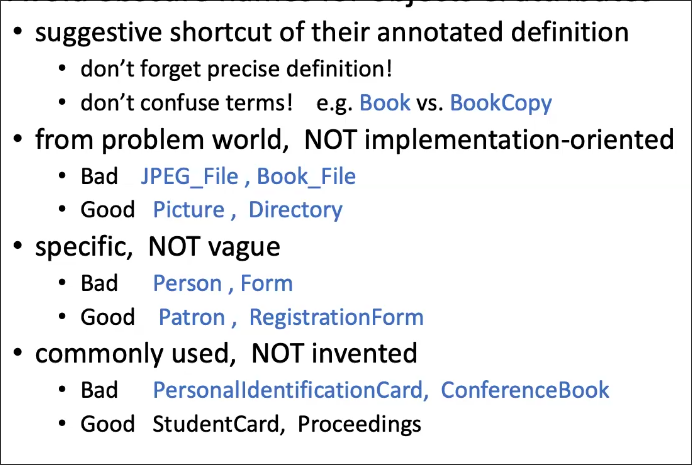 • suggestive shortcut of their annotated definition
• don't forget precise definition!
• don't confuse terms! e.g. Book vs. BookCopy
• from problem world, NOT implementation-oriented
• Bad JPEG_File , Book_File
• Good Picture , Directory
• specific, NOT vague
• Bad Person , Form
• Good Patron , RegistrationForm
• commonly used, NOT invented
• Bad PersonalIdentificationCard, ConferenceBook
• Good StudentCard, Proceedings